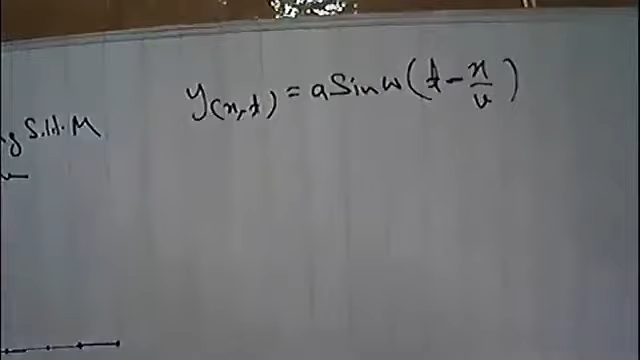 y(x,t) = a Sin w (t - x/v)
g S.H.M